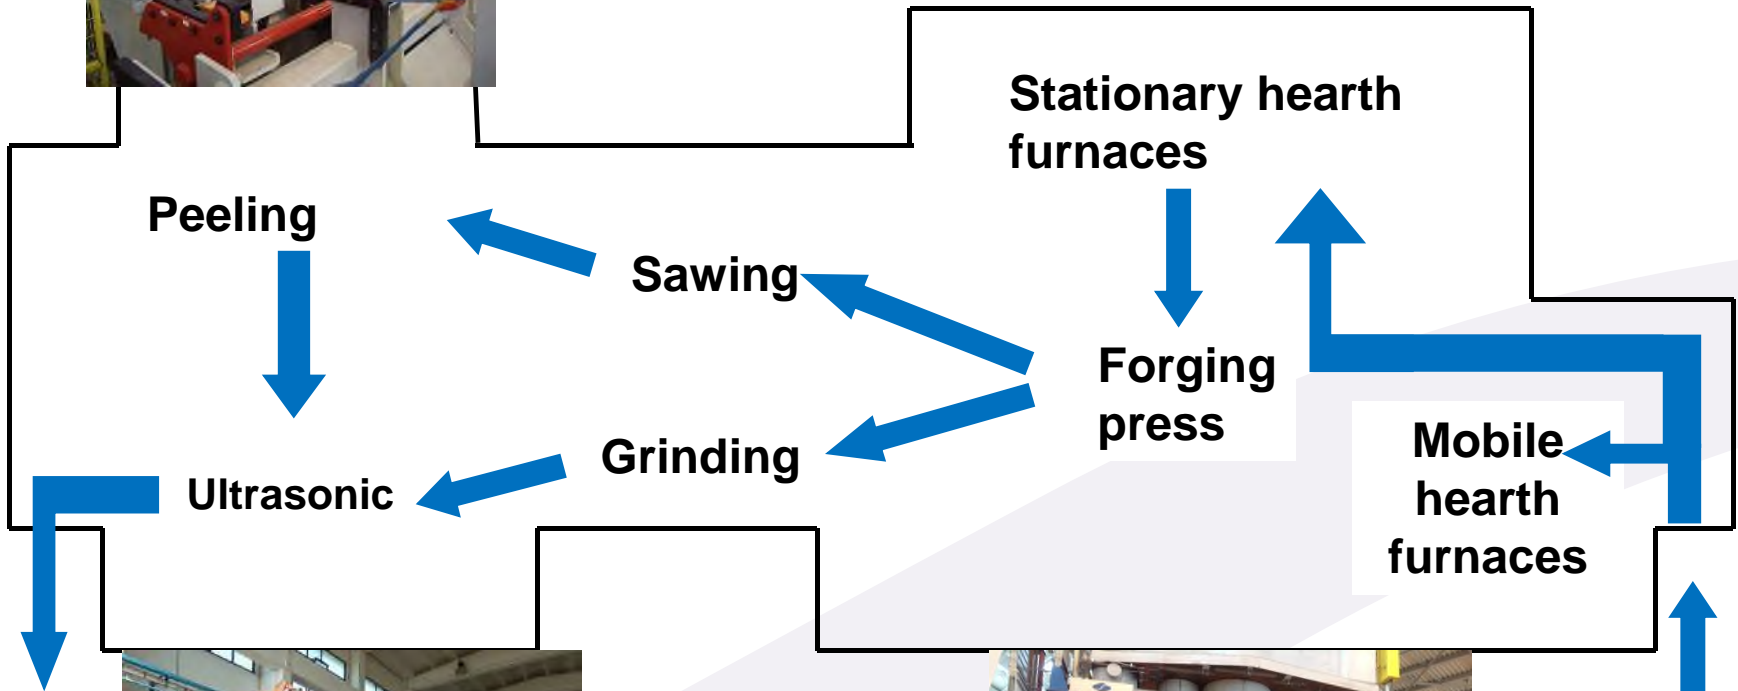 Stationary hearth
furnaces
Peeling
Sawing
Forging
press
Mobile
hearth
furnaces
Grinding
Ultrasonic